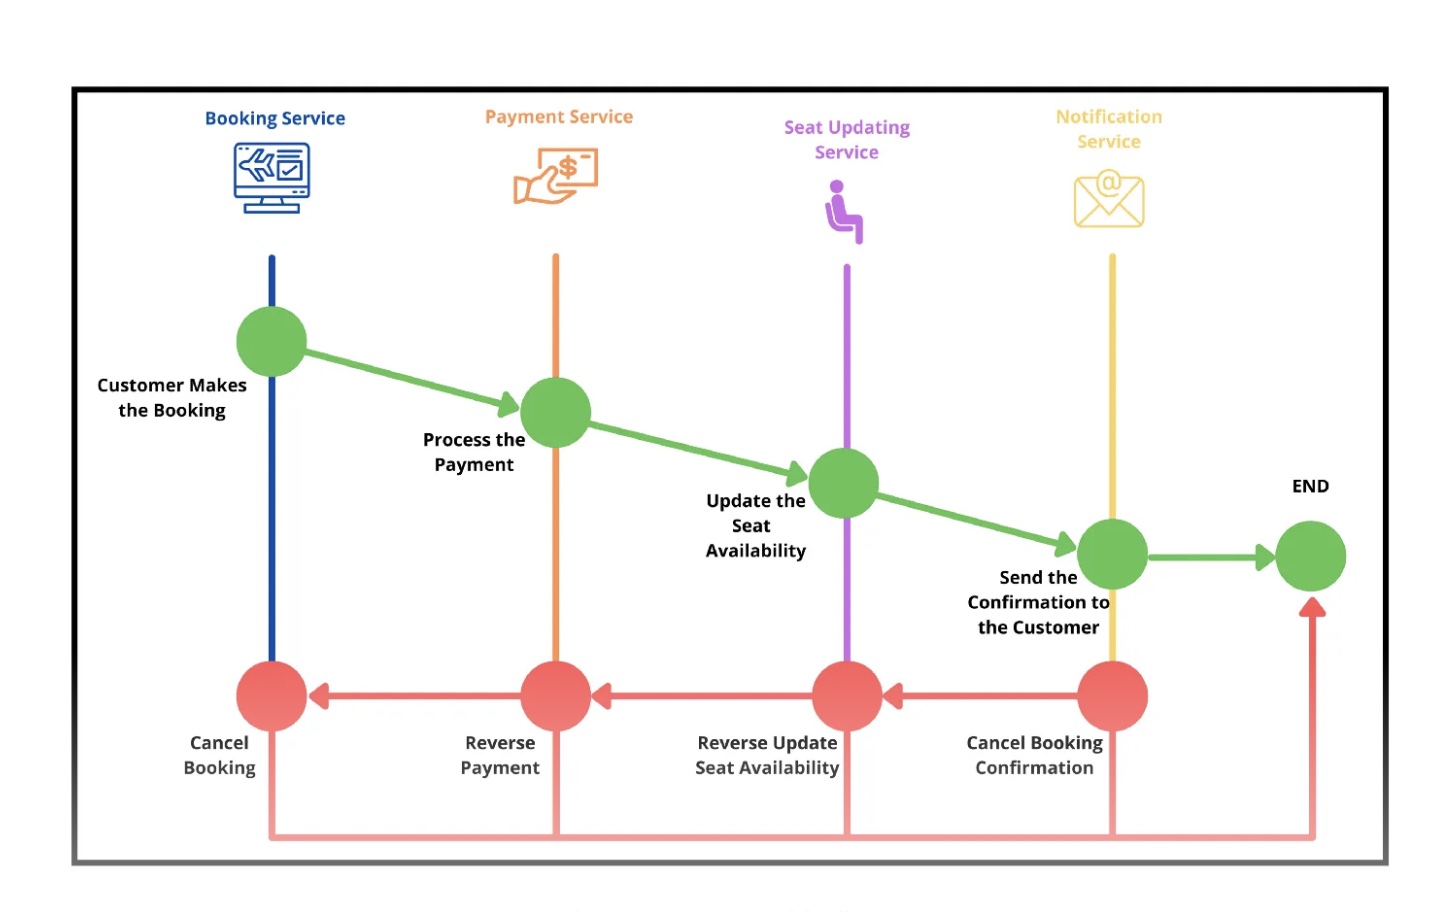 Booking Service
Payment Service
Seat Updating
Service
Notification
Service
$
@
Customer Makes
the Booking
Process the
Payment
Update the
Seat
Availability
Send the
Confirmation to
the Customer
END
Cancel
Booking
Reverse
Payment
Reverse Update
Seat Availability
Cancel Booking
Confirmation